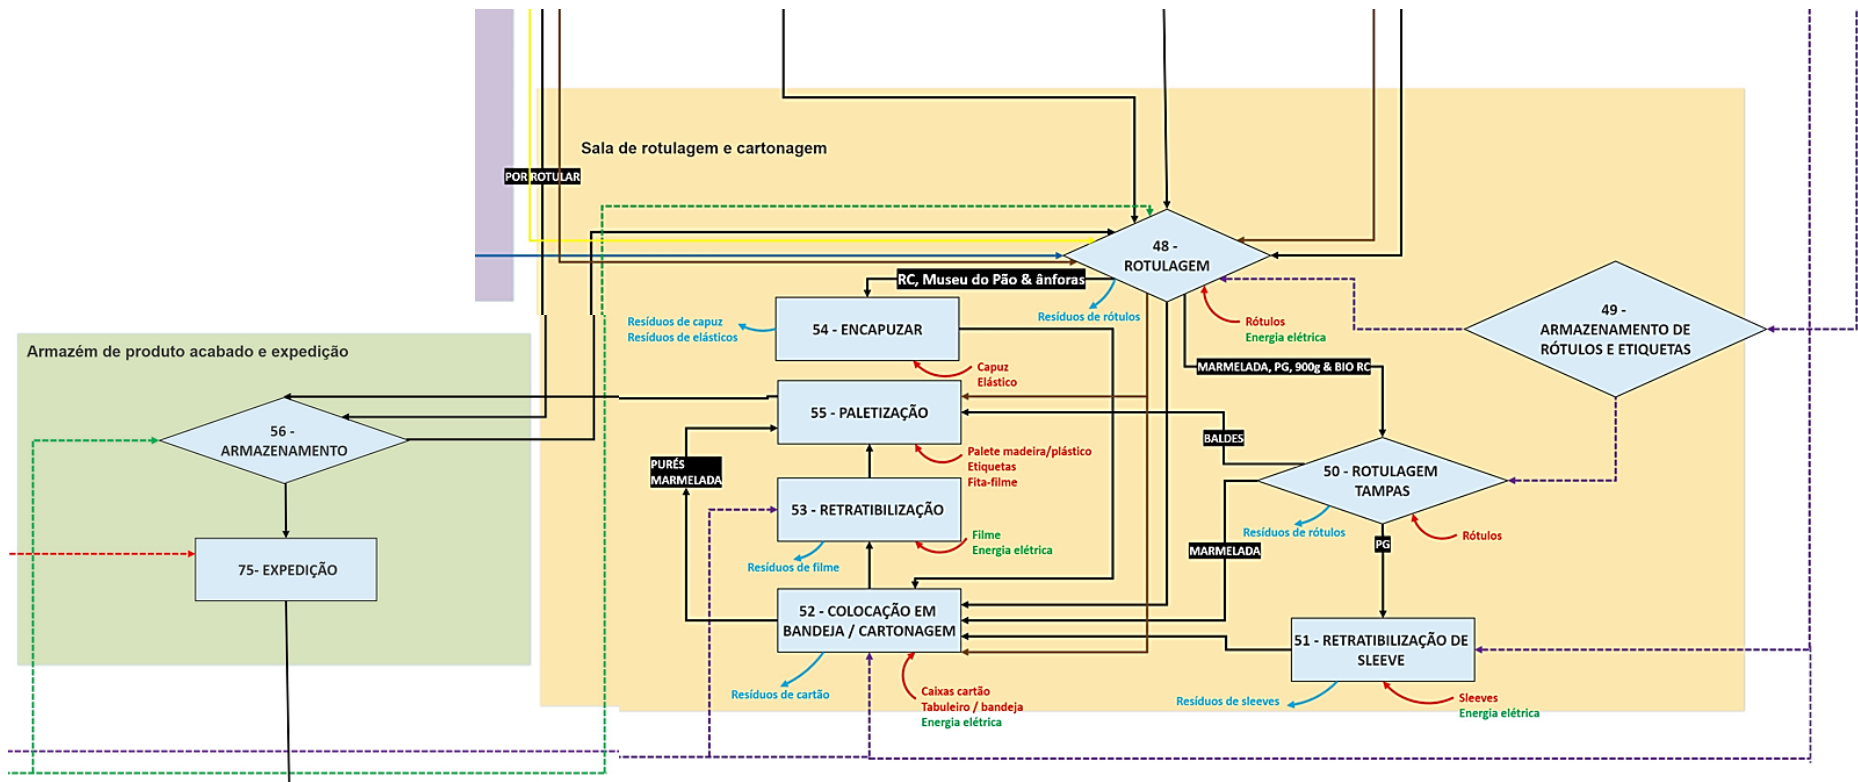 Sala de rotulagem e cartonagem
POR ROTULAR
48 -
ROTULAGEM
RC, Museu do Pão & ânforas
Resíduos de rótulos
Rótulos
Energia elétrica
49 -
ARMAZENAMENTO DE
RÓTULOS E ETIQUETAS
Resíduos de capuz
Resíduos de elásticos
54 - ENCAPUZAR
Capuz
Elástico
MARMELADA, PG, 900g & BIO RC
Armazém de produto acabado e expedição
55 - PALETIZAÇÃO
56 -
ARMAZENAMENTO
BALDES
PURÉS
MARMELADA
Palete madeira/plástico
Etiquetas
Fita-filme
50 - ROTULAGEM
TAMPAS
53 - RETRATIBILIZAÇÃO
Filme
Energia elétrica
Resíduos de filme
Resíduos de rótulos
Rótulos
MARMELADA
PG
75- EXPEDIÇÃO
52 - COLOCAÇÃO EM
BANDEJA / CARTONAGEM
51 - RETRATIBILIZAÇÃO DE
SLEEVE
Resíduos de cartão
Caixas cartão
Tabuleiro / bandeja
Energia elétrica
Resíduos de sleeves
Sleeves
Energia elétrica